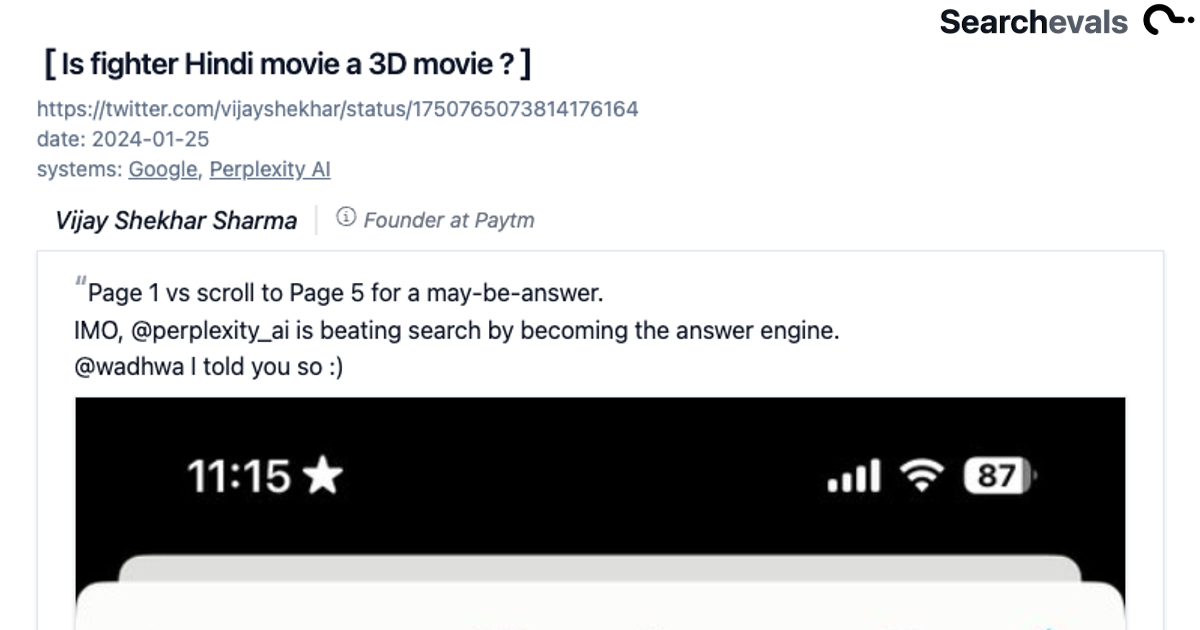 Searchevals
[ Is fighter Hindi movie a 3D movie ? ]
https://twitter.com/vijayshekhar/status/1750765073814176164
date: 2024-01-25
systems: Google, Perplexity AI
Vijay Shekhar Sharma | ⓘ Founder at Paytm
"Page 1 vs scroll to Page 5 for a may-be-answer.
IMO, @perplexity_ai is beating search by becoming the answer engine.
@wadhwa I told you so :)
11:15 ★ 87